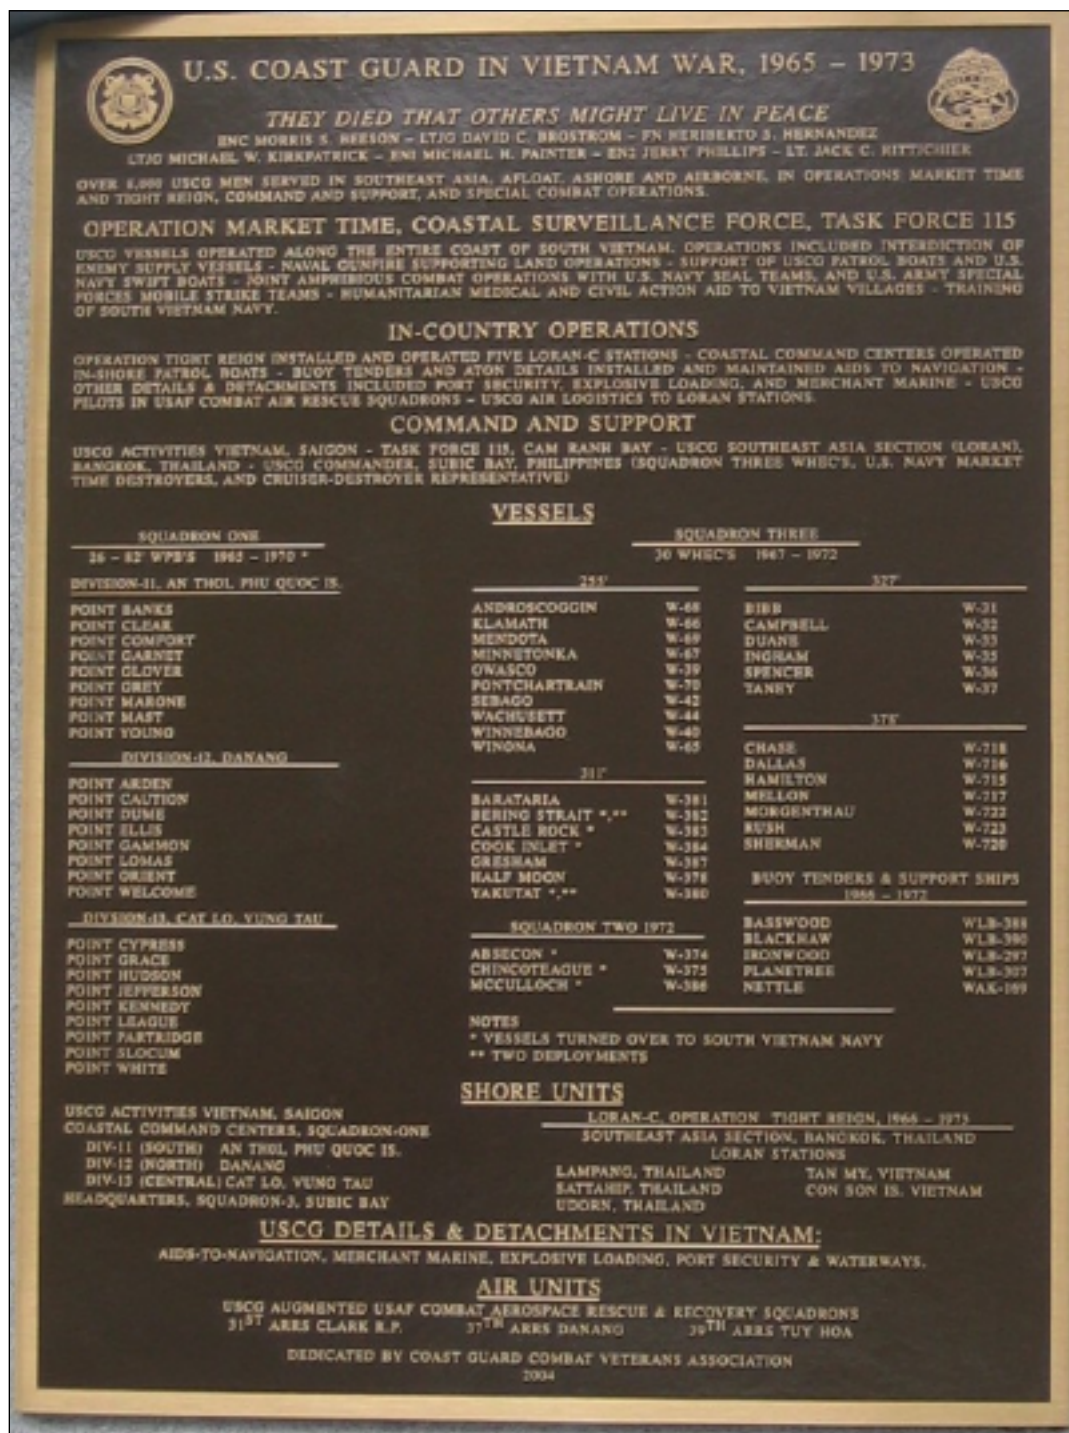 U.S. COAST GUARD IN VIETNAM WAR, 1965 – 1973
THEY DIED THAT OTHERS MIGHT LIVE IN PEACE
ENC MORRIS S. BEESON – LTJG DAVID C. BROSTROM – FN HERIBERTO S. HERNANDEZ
LTJG MICHAEL W. KIRKPATRICK – EN1 MICHAEL H. PAINTER – EN2 JERRY PHILLIPS – LT. JACK C. RITTICHIER
OVER 8,000 USCG MEN SERVED IN SOUTHEAST ASIA, AFLOAT, ASHORE AND AIRBORNE, IN OPERATIONS MARKET TIME
AND TIGHT REIGN, COMMAND AND SUPPORT, AND SPECIAL COMBAT OPERATIONS.
OPERATION MARKET TIME, COASTAL SURVEILLANCE FORCE, TASK FORCE 115
USCG VESSELS OPERATED ALONG THE ENTIRE COAST OF SOUTH VIETNAM. OPERATIONS INCLUDED INTERDICTION OF
ENEMY SUPPLY VESSELS - NAVAL GUNFIRE SUPPORTING LAND OPERATIONS - SUPPORT OF USCG PATROL BOATS AND U.S.
NAVY SWIFT BOATS - JOINT AMPHIBIOUS COMBAT OPERATIONS WITH U.S. NAVY SEAL TEAMS, AND U.S. ARMY SPECIAL
FORCES MOBILE STRIKE TEAMS - HUMANITARIAN MEDICAL AND CIVIL ACTION AID TO VIETNAM VILLAGES - TRAINING
OF SOUTH VIETNAM NAVY.
IN-COUNTRY OPERATIONS
OPERATION TIGHT REIGN INSTALLED AND OPERATED FIVE LORAN-C STATIONS - COASTAL COMMAND CENTERS OPERATED
IN-SHORE PATROL BOATS - BUOY TENDERS AND ATON DETAILS INSTALLED AND MAINTAINED AIDS TO NAVIGATION -
OTHER DETAILS & DETACHMENTS INCLUDED PORT SECURITY, EXPLOSIVE LOADING, AND MERCHANT MARINE - USCG
PILOTS IN USAF COMBAT AIR RESCUE SQUADRONS – USCG AIR LOGISTICS TO LORAN STATIONS.
COMMAND AND SUPPORT
USCG ACTIVITIES VIETNAM, SAIGON - TASK FORCE 115, CAM RANH BAY - USCG SOUTHEAST ASIA SECTION (LORAN),
BANGKOK, THAILAND - USCG COMMANDER, SUBIC BAY, PHILIPPINES (SQUADRON THREE WHEC'S, U.S. NAVY MARKET
TIME DESTROYERS, AND CRUISER-DESTROYER REPRESENTATIVE)
VESSELS
SQUADRON ONE
26 – 82' WPB'S 1965 – 1970 *
DIVISION-11, AN THOI, PHU QUOC IS.
POINT BANKS
POINT CLEAR
POINT COMFORT
POINT GARNET
POINT GLOVER
POINT GREY
POINT MARONE
POINT MAST
POINT YOUNG
DIVISION-12, DANANG
POINT ARDEN
POINT CAUTION
POINT DUME
POINT ELLIS
POINT GAMMON
POINT LOMAS
POINT ORIENT
POINT WELCOME
DIVISION-13, CAT LO, VUNG TAU
POINT CYPRESS
POINT GRACE
POINT HUDSON
POINT JEFFERSON
POINT KENNEDY
POINT LEAGUE
POINT PARTRIDGE
POINT SLOCUM
POINT WHITE
SQUADRON THREE
30 WHEC'S 1967 – 1972
255'
ANDROSCOGGIN W-68
KLAMATH W-66
MENDOTA W-69
MINNETONKA W-67
OWASCO W-39
PONTCHARTRAIN W-70
SEBAGO W-42
WACHUSETT W-44
WINNEBAGO W-40
WINONA W-65
311'
BARATARIA W-381
BERING STRAIT *,** W-382
CASTLE ROCK * W-383
COOK INLET * W-384
GRESHAM W-387
HALF MOON W-378
YAKUTAT *,** W-380
SQUADRON TWO 1972
ABSECON * W-374
CHINCOTEAGUE * W-375
MCCULLOCH * W-386
327'
BIBB W-31
CAMPBELL W-32
DUANE W-33
INGHAM W-35
SPENCER W-36
TANEY W-37
378'
CHASE W-718
DALLAS W-716
HAMILTON W-715
MELLON W-717
MORGENTHAU W-722
RUSH W-723
SHERMAN W-720
BUOY TENDERS & SUPPORT SHIPS
1966 – 1972
BASSWOOD WLB-388
BLACKHAW WLB-390
IRONWOOD WLB-297
PLANETREE WLB-307
NETTLE WAK-169
NOTES
* VESSELS TURNED OVER TO SOUTH VIETNAM NAVY
** TWO DEPLOYMENTS
SHORE UNITS
USCG ACTIVITIES VIETNAM, SAIGON
COASTAL COMMAND CENTERS, SQUADRON-ONE
DIV-11 (SOUTH) AN THOI, PHU QUOC IS.
DIV-12 (NORTH) DANANG
DIV-13 (CENTRAL) CAT LO, VUNG TAU
HEADQUARTERS, SQUADRON-3, SUBIC BAY
LORAN-C, OPERATION TIGHT REIGN, 1966 – 1973
SOUTHEAST ASIA SECTION, BANGKOK, THAILAND
LORAN STATIONS
LAMPANG, THAILAND TAN MY, VIETNAM
SATTAHIP, THAILAND CON SON IS. VIETNAM
UDORN, THAILAND
USCG DETAILS & DETACHMENTS IN VIETNAM:
AIDS-TO-NAVIGATION, MERCHANT MARINE, EXPLOSIVE LOADING, PORT SECURITY & WATERWAYS.
AIR UNITS
USCG AUGMENTED USAF COMBAT AEROSPACE RESCUE & RECOVERY SQUADRONS
31ST ARRS CLARK R.P. 37TH ARRS DANANG 39TH ARRS TUY HOA
DEDICATED BY COAST GUARD COMBAT VETERANS ASSOCIATION
2004